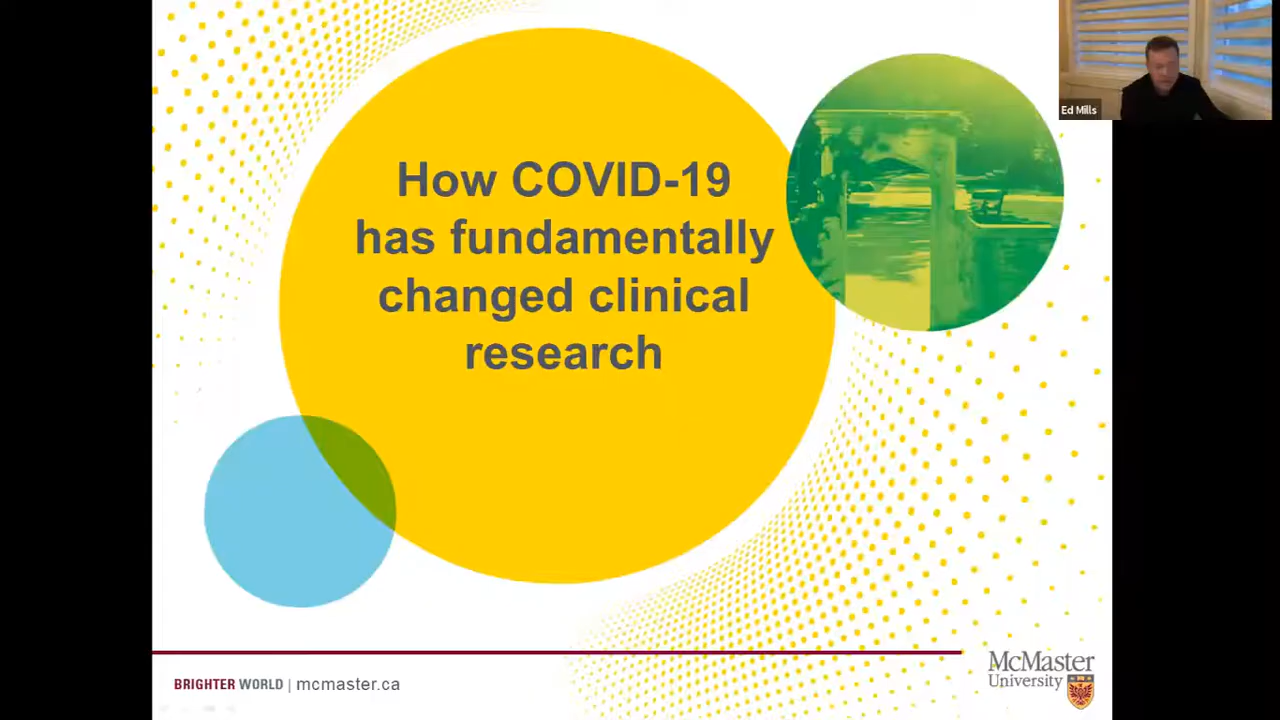 How COVID-19
has fundamentally
changed clinical
research
Ed Mills
BRIGHTER WORLD | mcmaster.ca
McMaster
University